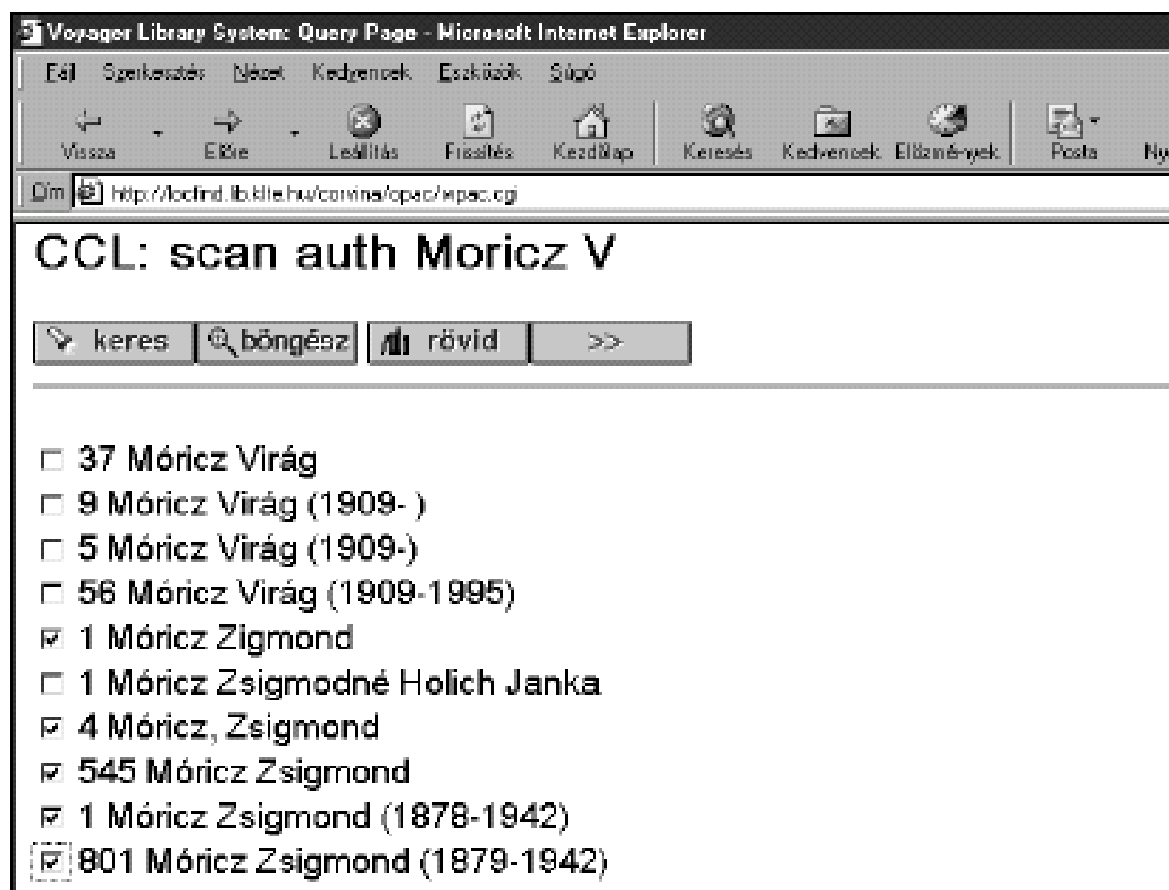 Voyager Library System: Query Page - Microsoft Internet Explorer
Fájl Szerkesztés Nézet Kedvencek Eszközök Súgó
Vissza Előre Leállítás Frissítés Kezdőlap Keresés Kedvencek Előzmények Posta Ny
Cím http://locfind.lib.klte.hu/corvina/opac/wpac.cgi
CCL: scan auth Moricz V
keres böngész rövid >>
37 Móricz Virág
9 Móricz Virág (1909- )
5 Móricz Virág (1909-)
56 Móricz Virág (1909-1995)
1 Móricz Zigmond
1 Móricz Zsigmodné Holich Janka
4 Móricz, Zsigmond
545 Móricz Zsigmond
1 Móricz Zsigmond (1878-1942)
801 Móricz Zsigmond (1879-1942)